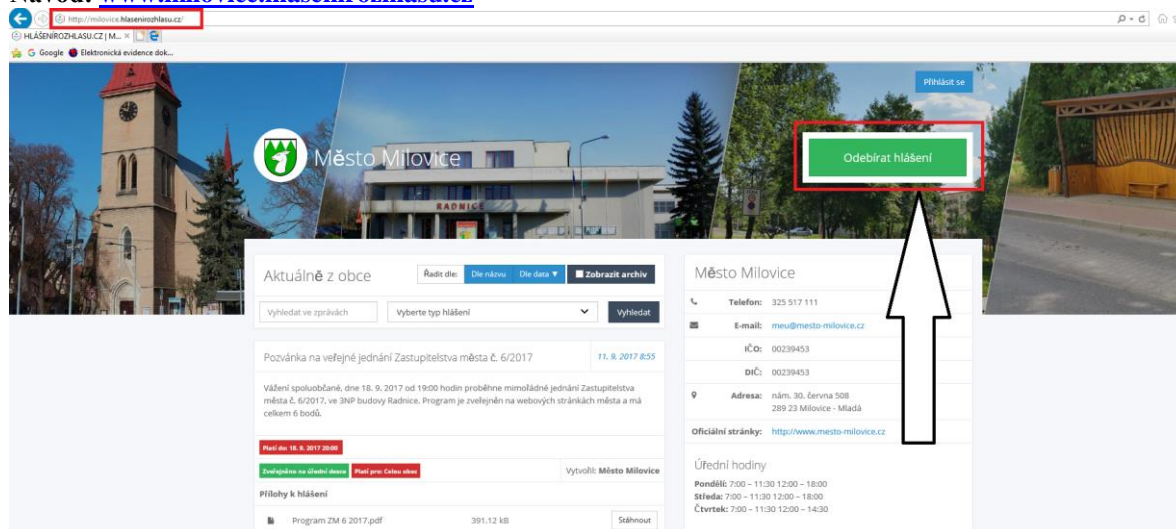 Návod: www.milovice.hlasenirozhlasu.cz
http://milovice.hlasenirozhlasu.cz/
HLÁŠENÍROZHLASU.CZ | M...
Google Elektronická evidence dok...
Přihlásit se
Město Milovice
Odebírat hlášení
RADNICE
Aktuálně z obce
Řadit dle: Dle názvu Dle data ▼ Zobrazit archiv
Vyhledat ve zprávách Vyberte typ hlášení Vyhledat
Pozvánka na veřejné jednání Zastupitelstva města č. 6/2017 11. 9. 2017 8:55
Vážení spoluobčané, dne 18. 9. 2017 od 19:00 hodin proběhne mimořádné jednání Zastupitelstva
města č. 6/2017, ve 3NP budovy Radnice. Program je zveřejněn na webových stránkách města a má
celkem 6 bodů.
Platí do: 18. 9. 2017 20:00
Zveřejněno na úřední desce Platí pro: Celou obec Vytvořil: Město Milovice
Přílohy k hlášení
Program ZM 6 2017.pdf 391.12 kB Stáhnout
Město Milovice
Telefon: 325 517 111
E-mail: meu@mesto-milovice.cz
IČO: 00239453
DIČ: 00239453
Adresa: nám. 30. června 508
289 23 Milovice - Mladá
Oficiální stránky: http://www.mesto-milovice.cz
Úřední hodiny
Pondělí: 7:00 – 11:30 12:00 – 18:00
Středa: 7:00 – 11:30 12:00 – 18:00
Čtvrtek: 7:00 – 11:30 12:00 – 14:30